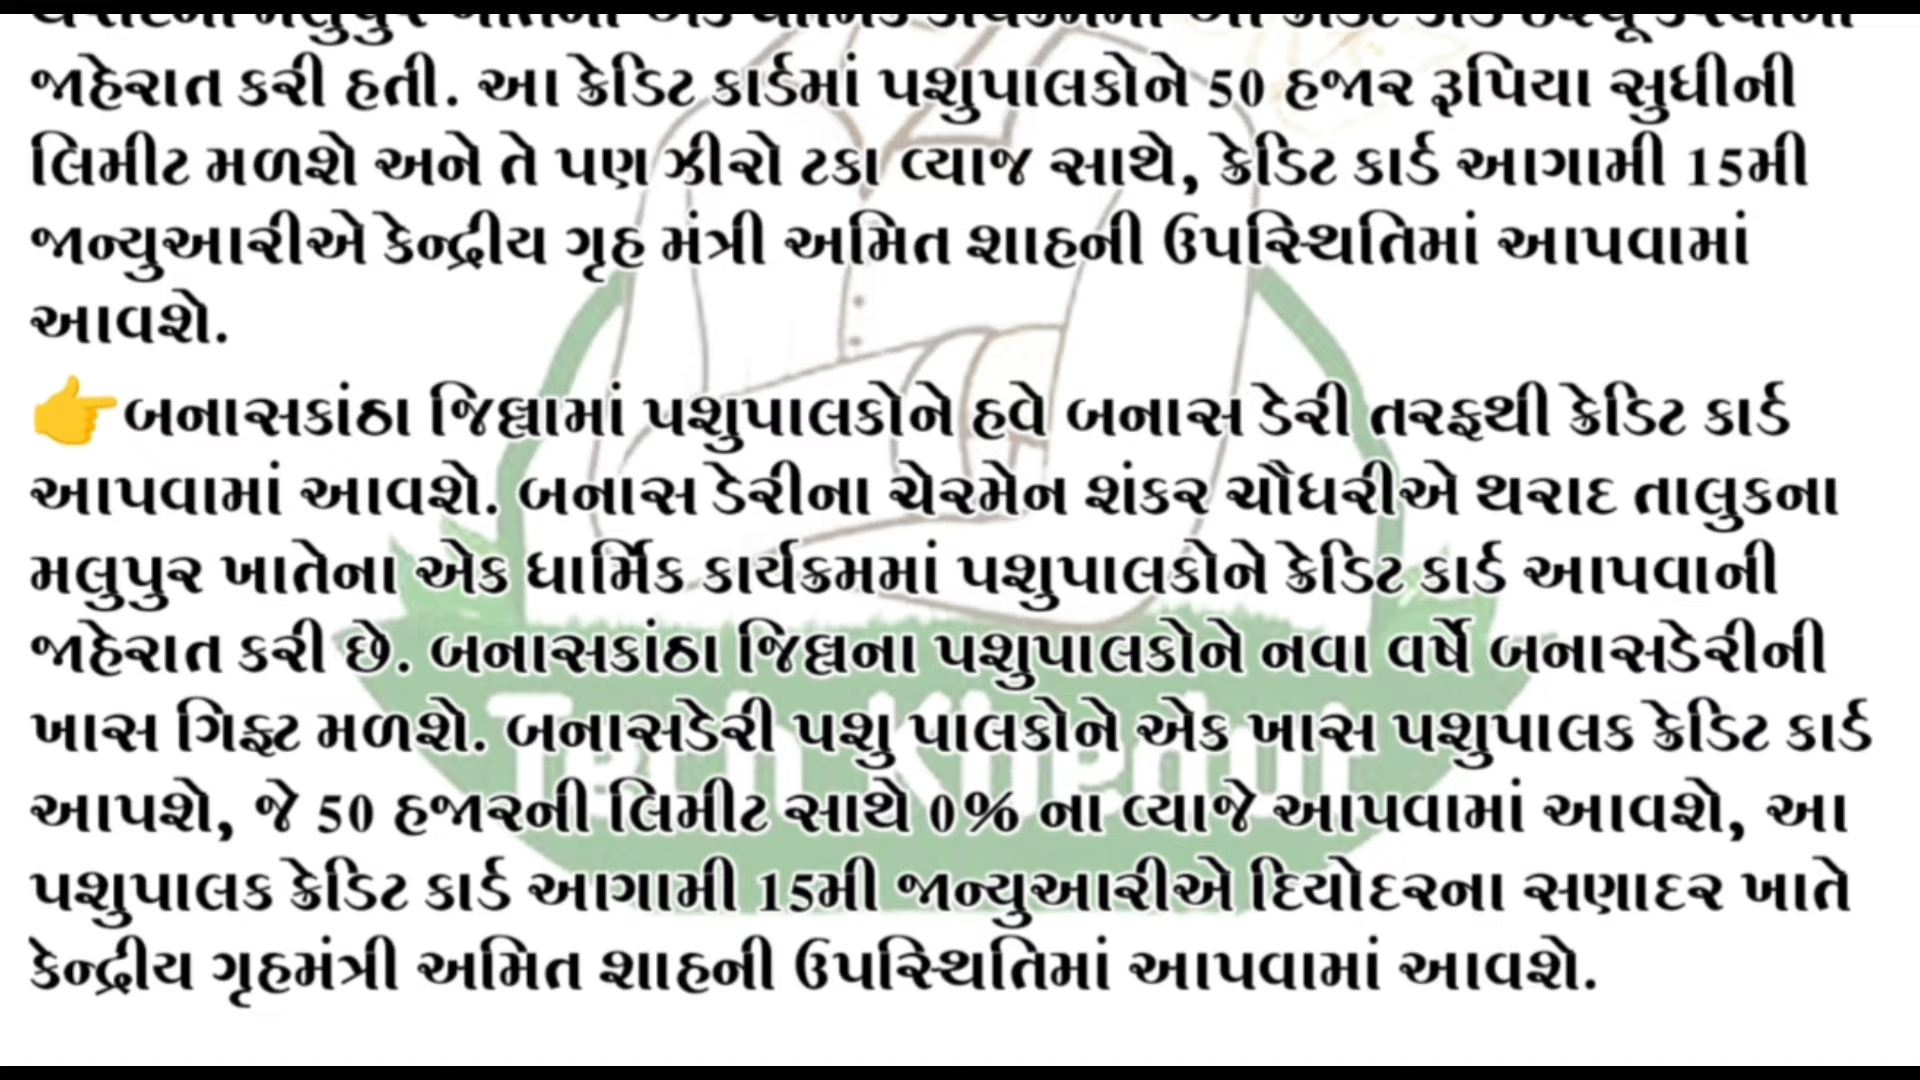 જાહેરાત કરી હતી. આ ક્રેડિટ કાર્ડમાં પશુપાલકોને 50 હજાર રૂપિયા સુધીની
લિમીટ મળશે અને તે પણ ઝીરો ટકા વ્યાજ સાથે, ક્રેડિટ કાર્ડ આગામી 15મી
જાન્યુઆરીએ કેન્દ્રીય ગૃહ મંત્રી અમિત શાહની ઉપસ્થિતિમાં આપવામાં
આવશે.
👉બનાસકાંઠા જિલ્લામાં પશુપાલકોને હવે બનાસ ડેરી તરફથી ક્રેડિટ કાર્ડ
આપવામાં આવશે. બનાસ ડેરીના ચેરમેન શંકર ચૌધરીએ થરાદ તાલુકના
મલુપુર ખાતેના એક ધાર્મિક કાર્યક્રમમાં પશુપાલકોને ક્રેડિટ કાર્ડ આપવાની
જાહેરાત કરી છે. બનાસકાંઠા જિલ્લના પશુપાલકોને નવા વર્ષે બનાસડેરીની
ખાસ ગિફ્ટ મળશે. બનાસડેરી પશુ પાલકોને એક ખાસ પશુપાલક ક્રેડિટ કાર્ડ
આપશે, જે 50 હજારની લિમીટ સાથે 0% ના વ્યાજે આપવામાં આવશે, આ
પશુપાલક ક્રેડિટ કાર્ડ આગામી 15મી જાન્યુઆરીએ દિયોદરના સણાદર ખાતે
કેન્દ્રીય ગૃહમંત્રી અમિત શાહની ઉપસ્થિતિમાં આપવામાં આવશે.
Tech Khedut